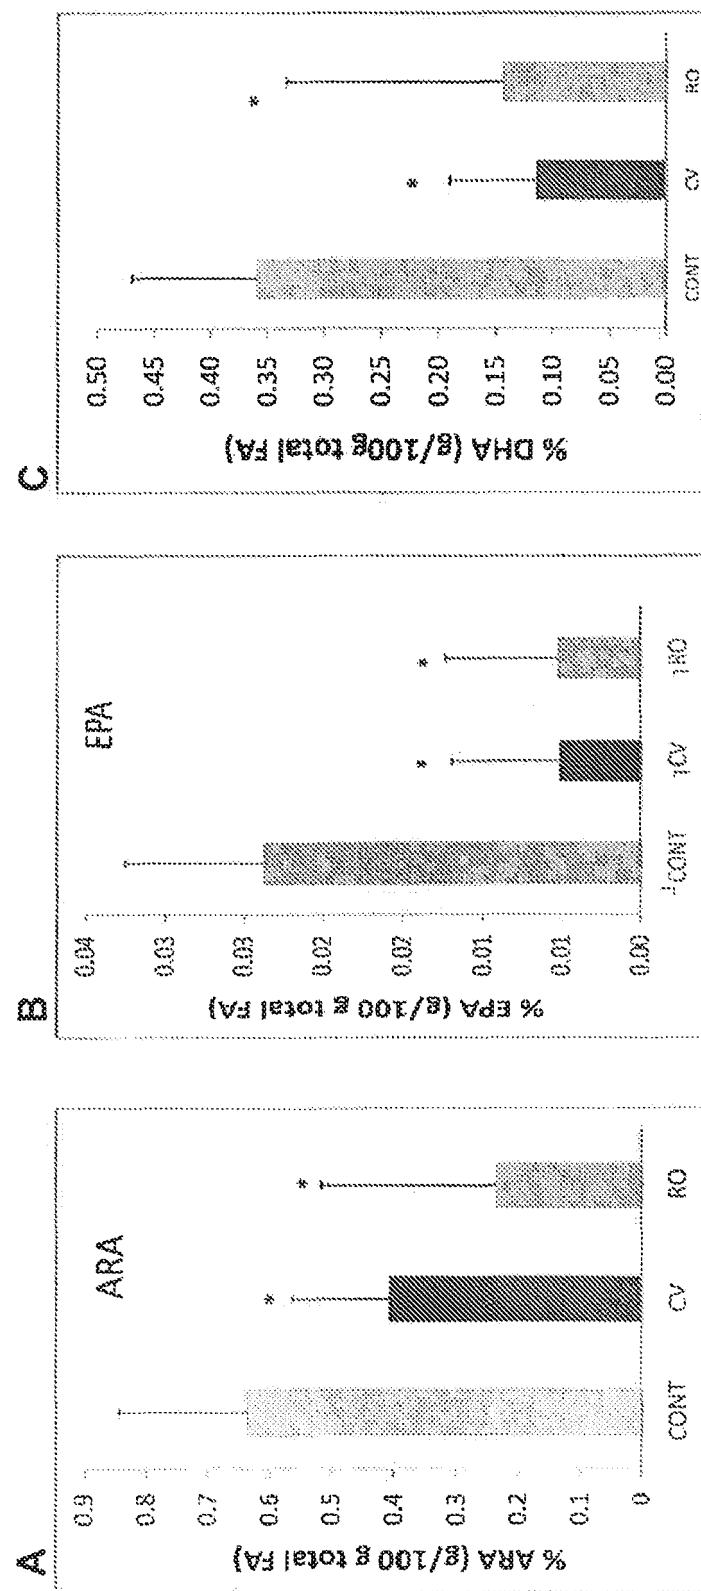 A
% ARA (g/100 g total FA)
0.9
0.8
0.7
0.6
0.5
0.4
0.3
0.2
0.1
0
ARA
*
*
CONT
CV
RO
B
% EPA (g/100 g total FA)
0.04
0.03
0.03
0.02
0.02
0.01
0.01
0.00
EPA
*
*
CONT
CV
RO
C
% DHA (g/100g total FA)
0.50
0.45
0.40
0.35
0.30
0.25
0.20
0.15
0.10
0.05
0.00
*
*
CONT
CV
RO